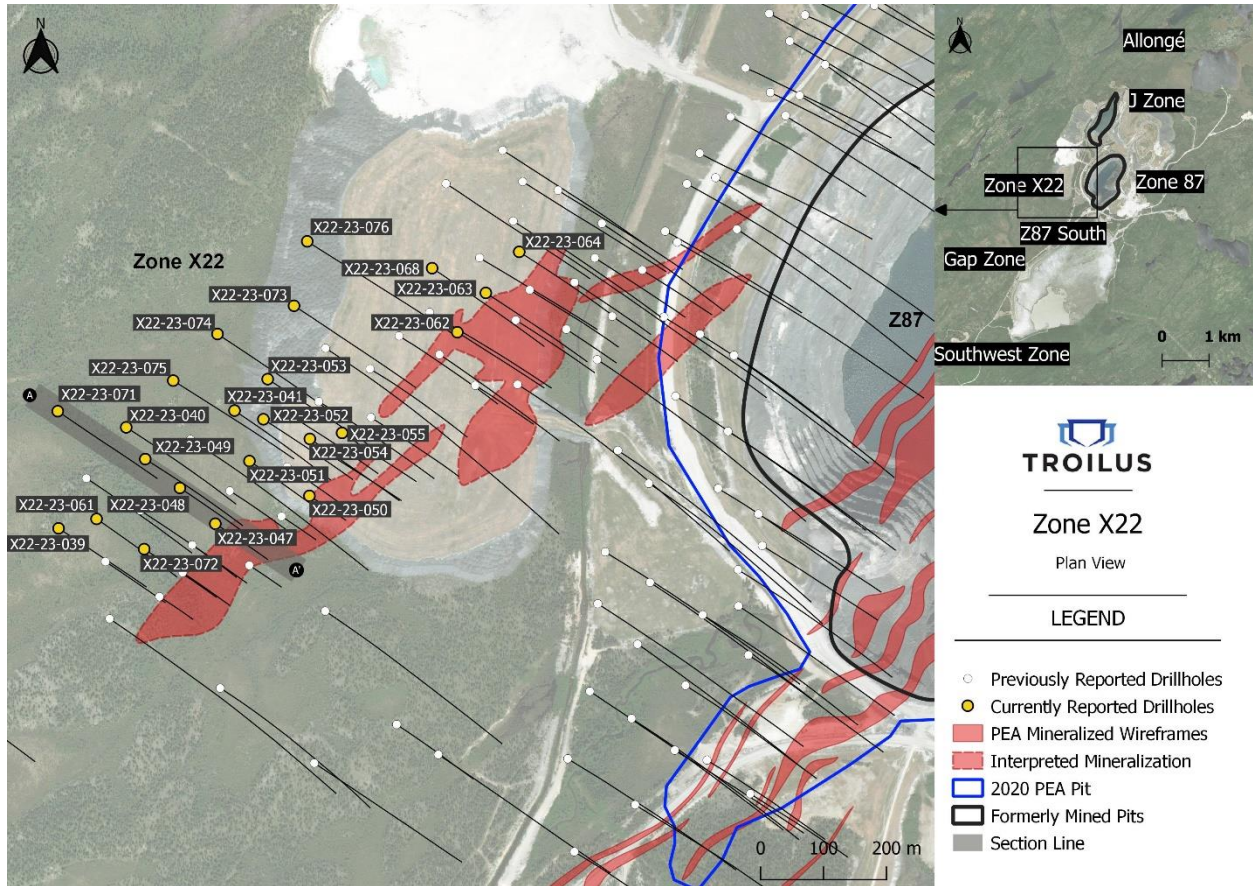 N
Zone X22
X22-23-076
X22-23-064
X22-23-068
X22-23-063
X22-23-073
X22-23-062
X22-23-074
X22-23-053
X22-23-075
X22-23-041
X22-23-071
X22-23-052
X22-23-040
X22-23-055
X22-23-054
X22-23-049
X22-23-051
X22-23-048
X22-23-061
X22-23-050
X22-23-047
X22-23-039
X22-23-072
A
A'
Z87
0 100 200 m
N
Allongé
J Zone
Zone X22
Zone 87
Z87 South
Gap Zone
Southwest Zone
0 1 km
TROILUS
Zone X22
Plan View
LEGEND
Previously Reported Drillholes
Currently Reported Drillholes
PEA Mineralized Wireframes
Interpreted Mineralization
2020 PEA Pit
Formerly Mined Pits
Section Line